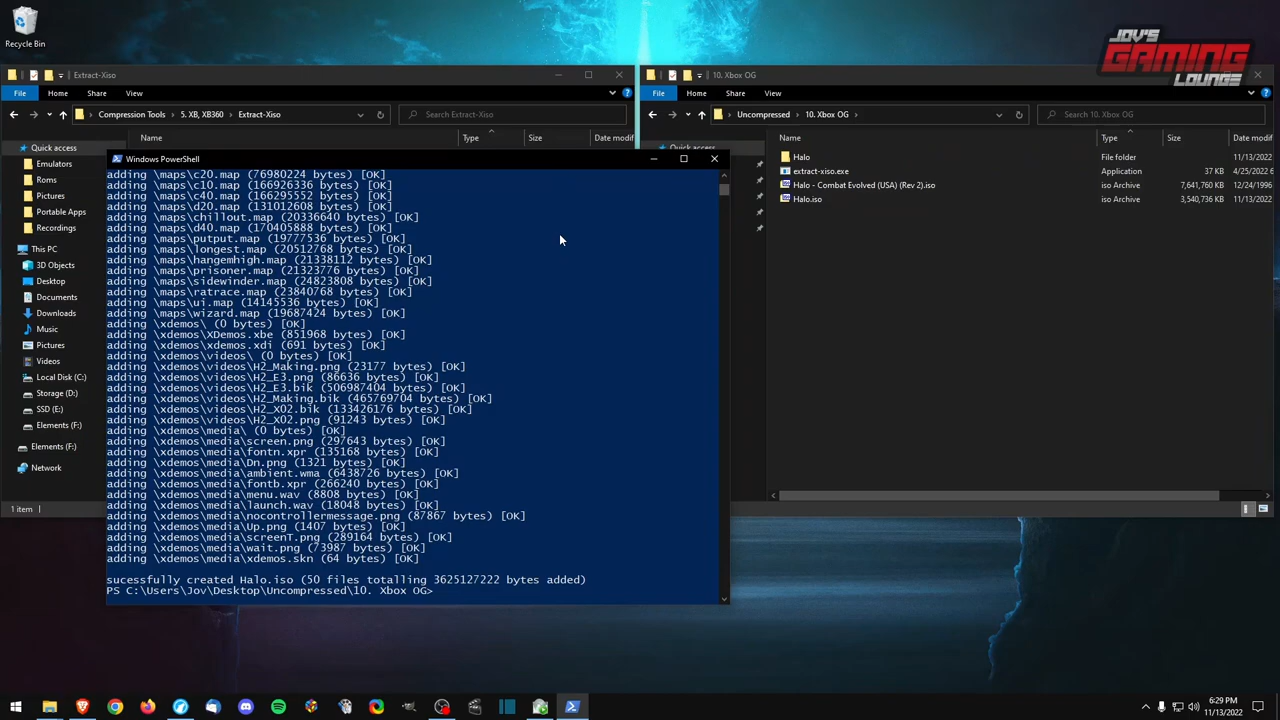 Recycle Bin
JOV'S
GAMING
LOUNGE
Extract-Xiso
File
Home
Share
View
Compression Tools
5. XB, XB360
Extract-Xiso
Search Extract-Xiso
Name
Type
Size
Date modif
Quick access
Emulators
Roms
Pictures
Portable Apps
Recordings
This PC
3D Objects
Desktop
Documents
Downloads
Music
Pictures
Videos
Local Disk (C:)
Storage (D:)
SSD (E:)
Elements (F:)
Elements (F:)
Network
1 item
10. Xbox OG
File
Home
Share
View
Uncompressed
10. Xbox OG
Search 10. Xbox OG
Quick access
Name
Type
Size
Date modif
Halo
File folder
11/13/2022
extract-xiso.exe
Application
37 KB
4/25/2022 6
Halo - Combat Evolved (USA) (Rev 2).iso
iso Archive
7,641,760 KB
12/24/1996
Halo.iso
iso Archive
3,540,736 KB
11/13/2022
Windows PowerShell
adding \maps\c20.map (76980224 bytes) [OK]
adding \maps\c10.map (166926336 bytes) [OK]
adding \maps\c40.map (166295552 bytes) [OK]
adding \maps\d20.map (131012608 bytes) [OK]
adding \maps\chillout.map (20336640 bytes) [OK]
adding \maps\d40.map (170405888 bytes) [OK]
adding \maps\putput.map (19777536 bytes) [OK]
adding \maps\longest.map (20512768 bytes) [OK]
adding \maps\hangemhigh.map (21338112 bytes) [OK]
adding \maps\prisoner.map (21323776 bytes) [OK]
adding \maps\sidewinder.map (24823808 bytes) [OK]
adding \maps\ratrace.map (23840768 bytes) [OK]
adding \maps\ui.map (14145536 bytes) [OK]
adding \maps\wizard.map (19687424 bytes) [OK]
adding \xdemos\ (0 bytes) [OK]
adding \xdemos\XDemos.xbe (851968 bytes) [OK]
adding \xdemos\xdemos.xdi (691 bytes) [OK]
adding \xdemos\videos\ (0 bytes) [OK]
adding \xdemos\videos\H2_Making.png (23177 bytes) [OK]
adding \xdemos\videos\H2_E3.png (86636 bytes) [OK]
adding \xdemos\videos\H2_E3.bik (506987404 bytes) [OK]
adding \xdemos\videos\H2_Making.bik (465769704 bytes) [OK]
adding \xdemos\videos\H2_XO2.bik (133426176 bytes) [OK]
adding \xdemos\videos\H2_XO2.png (91243 bytes) [OK]
adding \xdemos\media\ (0 bytes) [OK]
adding \xdemos\media\screen.png (297643 bytes) [OK]
adding \xdemos\media\fontn.xpr (135168 bytes) [OK]
adding \xdemos\media\Dn.png (1321 bytes) [OK]
adding \xdemos\media\ambient.wma (6438726 bytes) [OK]
adding \xdemos\media\fontb.xpr (266240 bytes) [OK]
adding \xdemos\media\menu.wav (8808 bytes) [OK]
adding \xdemos\media\launch.wav (18048 bytes) [OK]
adding \xdemos\media\nocontrollermessage.png (87867 bytes) [OK]
adding \xdemos\media\Up.png (1407 bytes) [OK]
adding \xdemos\media\screenT.png (289164 bytes) [OK]
adding \xdemos\media\wait.png (73987 bytes) [OK]
adding \xdemos\media\xdemos.skn (64 bytes) [OK]
sucessfully created Halo.iso (50 files totalling 3625127222 bytes added)
PS C:\Users\Jov\Desktop\Uncompressed\10. Xbox OG>
6:29 PM
11/13/2022